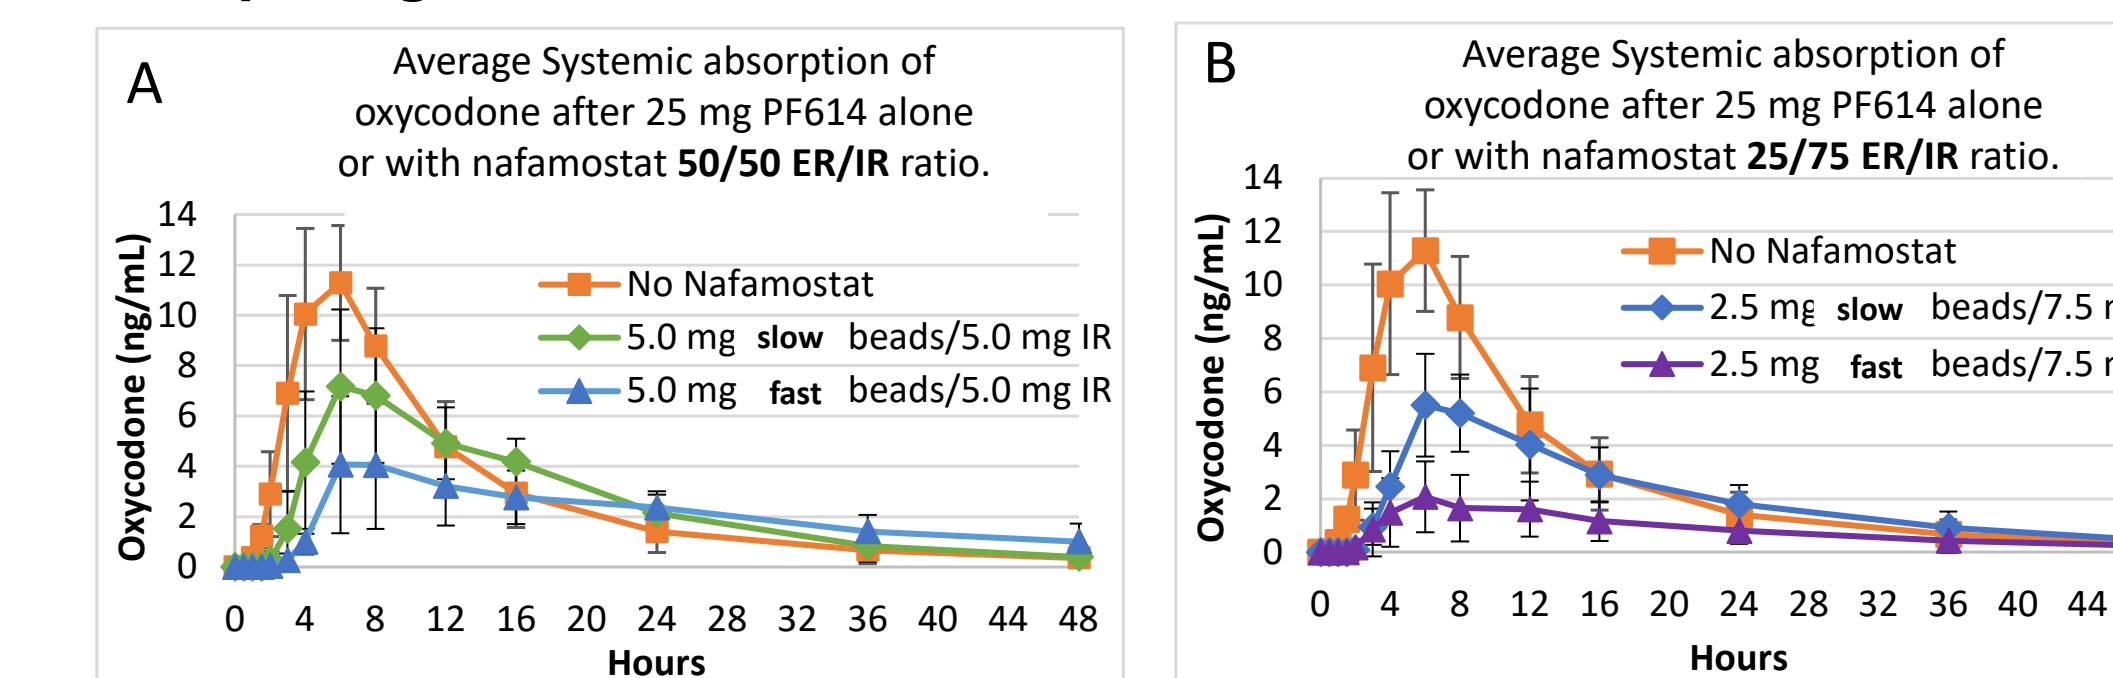 A
Average Systemic absorption of
oxycodone after 25 mg PF614 alone
or with nafamostat 50/50 ER/IR ratio.
14
12
10
8
6
4
2
0
Oxycodone (ng/mL)
No Nafamostat
5.0 mg slow beads/5.0 mg IR
5.0 mg fast beads/5.0 mg IR
0 4 8 12 16 20 24 28 32 36 40 44 48
Hours
B
Average Systemic absorption of
oxycodone after 25 mg PF614 alone
or with nafamostat 25/75 ER/IR ratio.
14
12
10
8
6
4
2
0
Oxycodone (ng/mL)
No Nafamostat
2.5 mg slow beads/7.5
2.5 mg fast beads/7.5
0 4 8 12 16 20 24 28 32 36 40 44
Hours